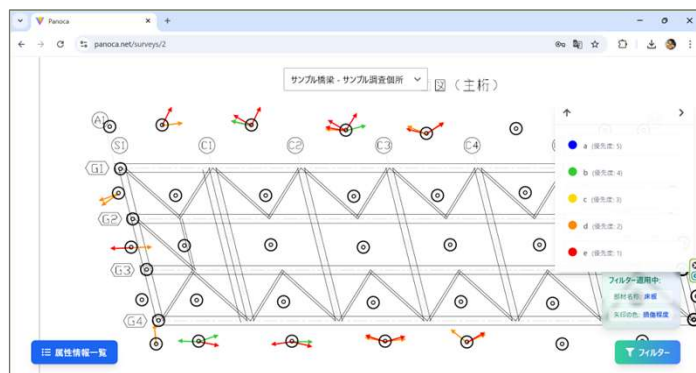 Panoca
panoca.net/surveys/2
サンプル橋梁 - サンプル調査個所
図（主桁）
A1
S1
C1
C2
C3
C4
G1
G2
G3
G4
a (優先度: 5)
b (優先度: 4)
c (優先度: 3)
d (優先度: 2)
e (優先度: 1)
フィルター適用中:
部材名称: 床版
矢印の色: 損傷程度
属性情報一覧
フィルター